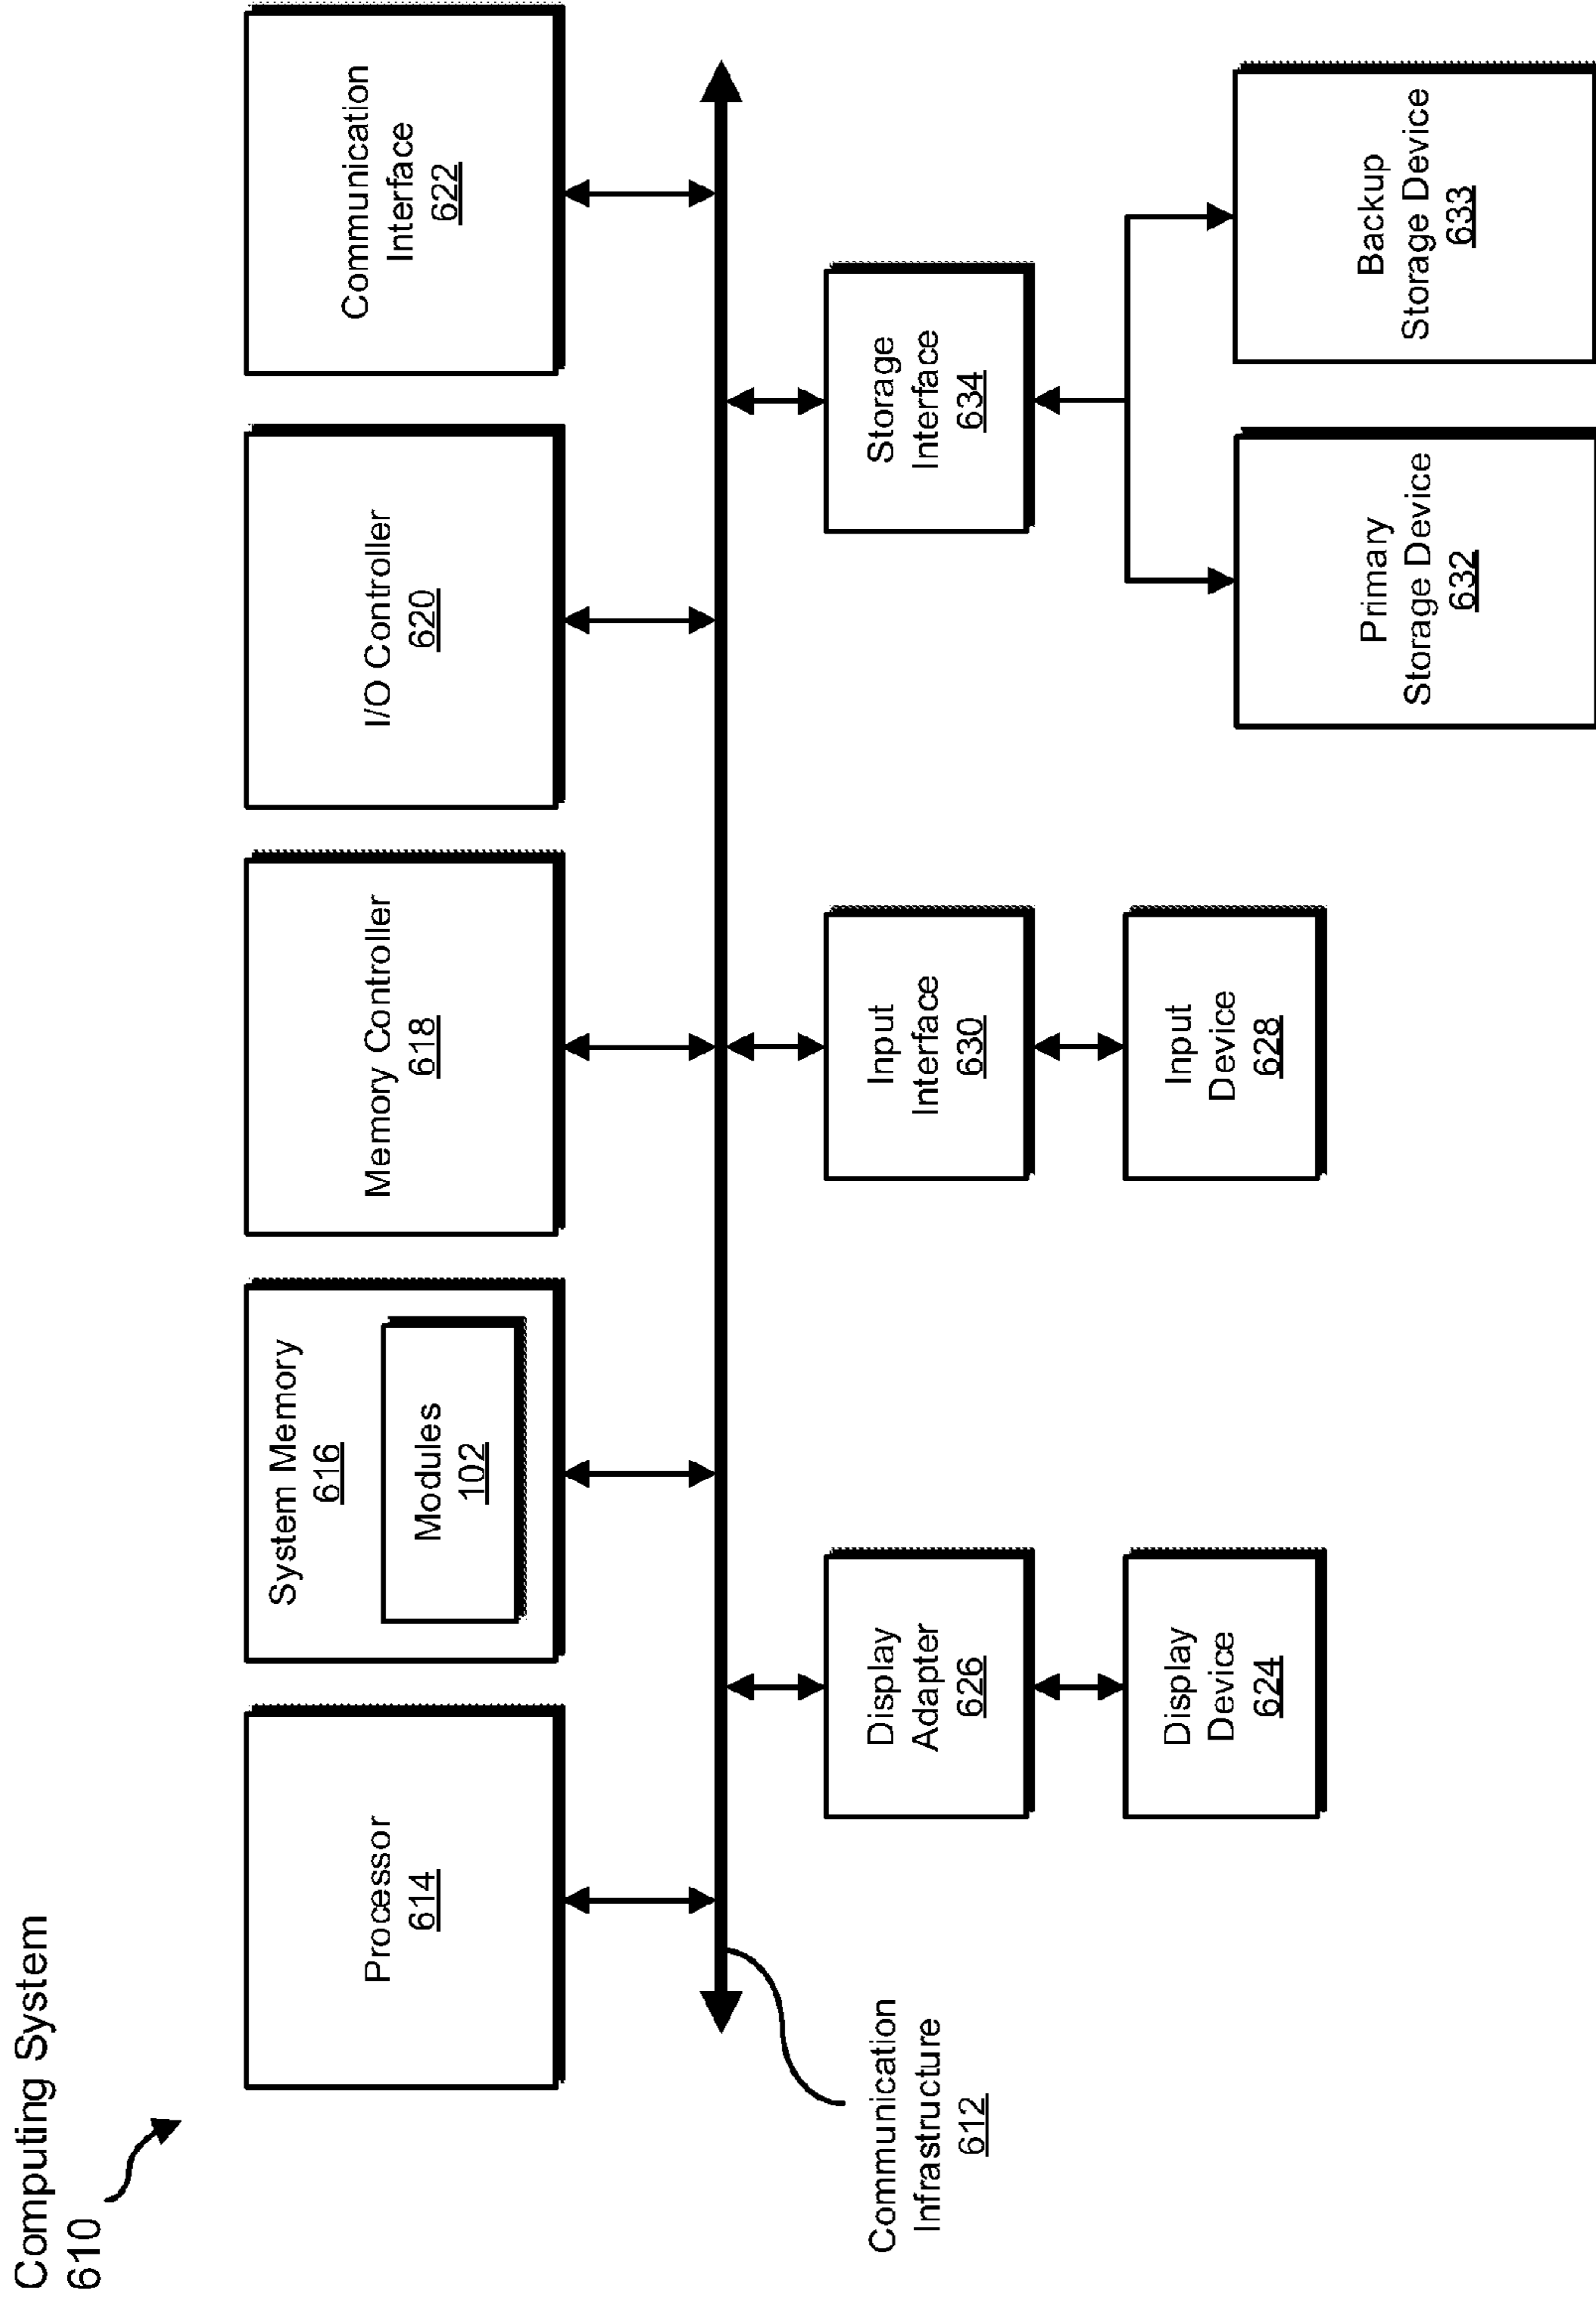 Computing System
610
Processor
614
System Memory
616
Modules
102
Memory Controller
618
I/O Controller
620
Communication
Interface
622
Communication
Infrastructure
612
Display
Adapter
626
Input
Interface
630
Storage
Interface
634
Display
Device
624
Input
Device
628
Primary
Storage Device
632
Backup
Storage Device
633